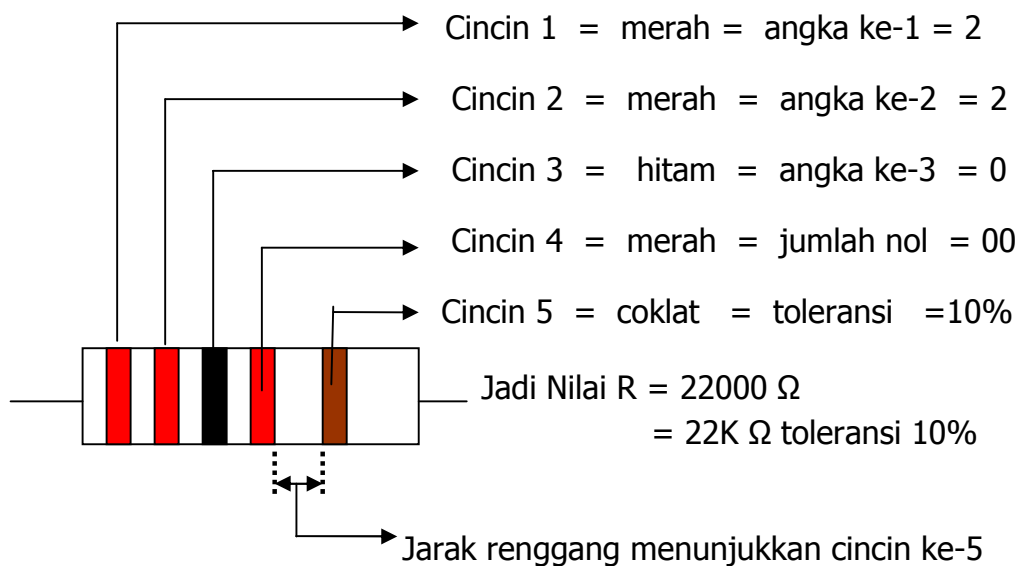 Cincin 1 = merah = angka ke-1 = 2
Cincin 2 = merah = angka ke-2 = 2
Cincin 3 = hitam = angka ke-3 = 0
Cincin 4 = merah = jumlah nol = 00
Cincin 5 = coklat = toleransi =10%
Jadi Nilai R = 22000 Ω
= 22K Ω toleransi 10%
Jarak renggang menunjukkan cincin ke-5